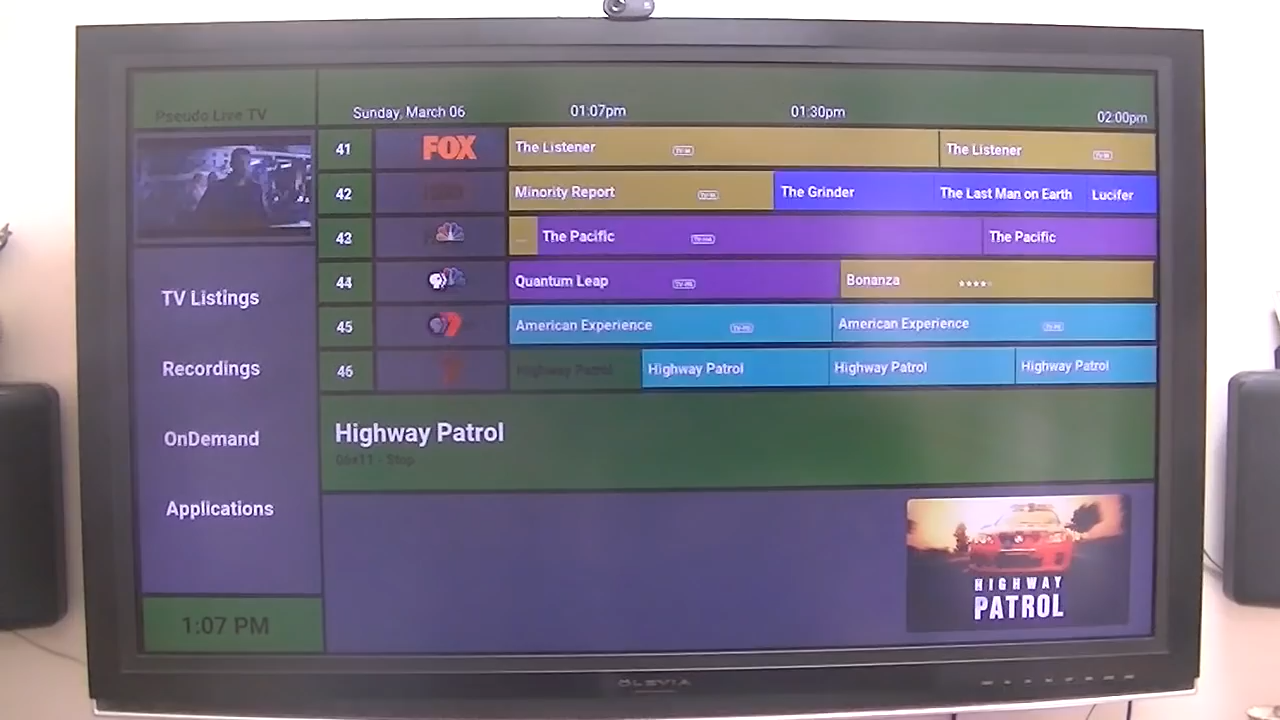 Pseudo Live TV
Sunday, March 06 01:07pm 01:30pm 02:00pm
41 FOX The Listener The Listener
42 Minority Report The Grinder The Last Man on Earth Lucifer
43 ... The Pacific The Pacific
44 Quantum Leap Bonanza
45 American Experience American Experience
46 Highway Patrol Highway Patrol Highway Patrol Highway Patrol
TV Listings
Recordings
OnDemand
Applications
1:07 PM
Highway Patrol
HIGHWAY
PATROL
OLEVIA